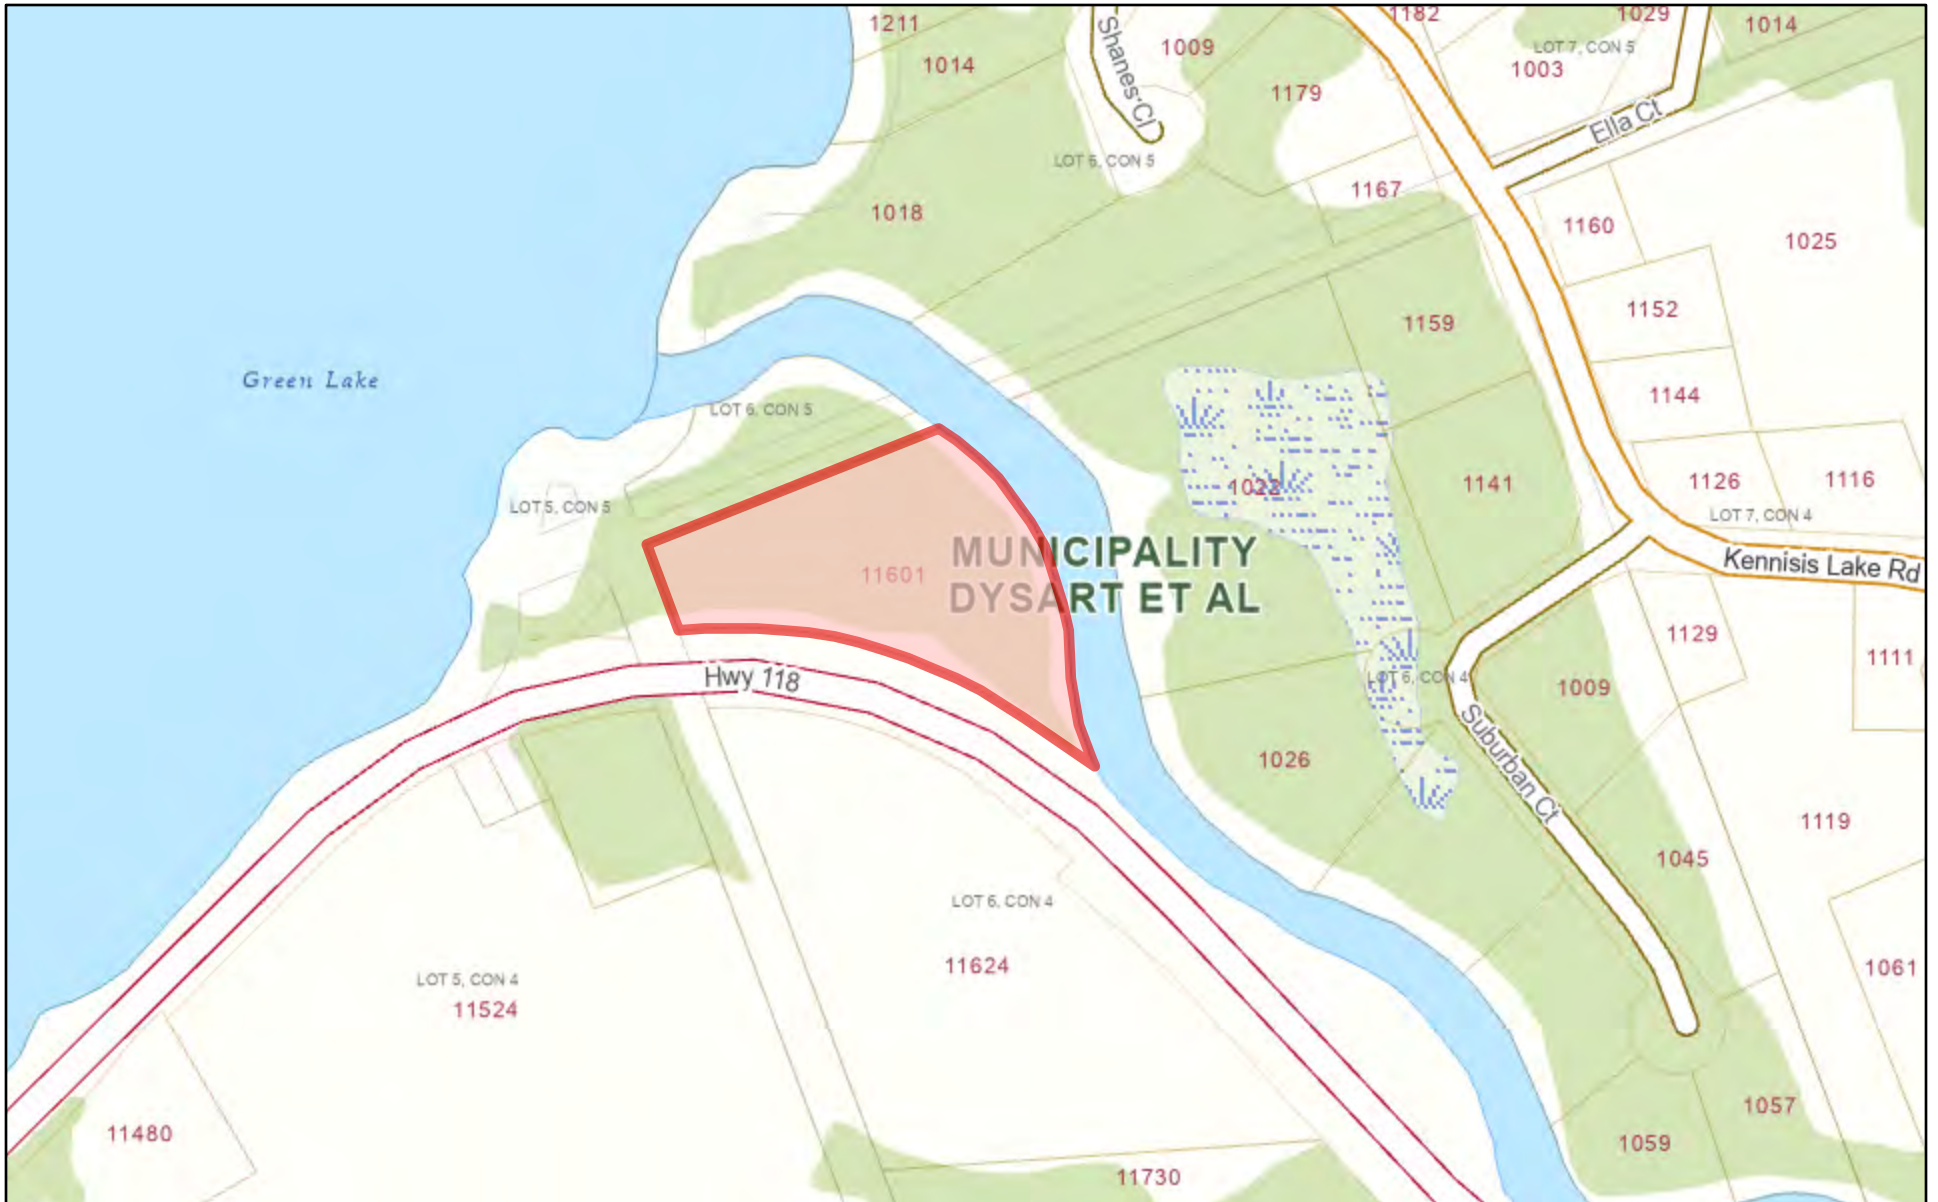 1211
1182
1029
1014
1009
LOT 7, CON 5
1014
1003
Shanes Cl
1179
Ella Ct
LOT 6, CON 5
1167
1018
1160
1025
1152
1159
Green Lake
1144
LOT 6, CON 5
1022
1141
1126
1116
LOT 5, CON 5
LOT 7, CON 4
MUNICIPALITY
DYSART ET AL
11601
Kennisis Lake Rd
1129
1111
Hwy 118
LOT 6, CON 4
1009
Suburban Ct
1026
1119
1045
LOT 6, CON 4
11624
1061
LOT 5, CON 4
11524
1057
11480
1059
11730